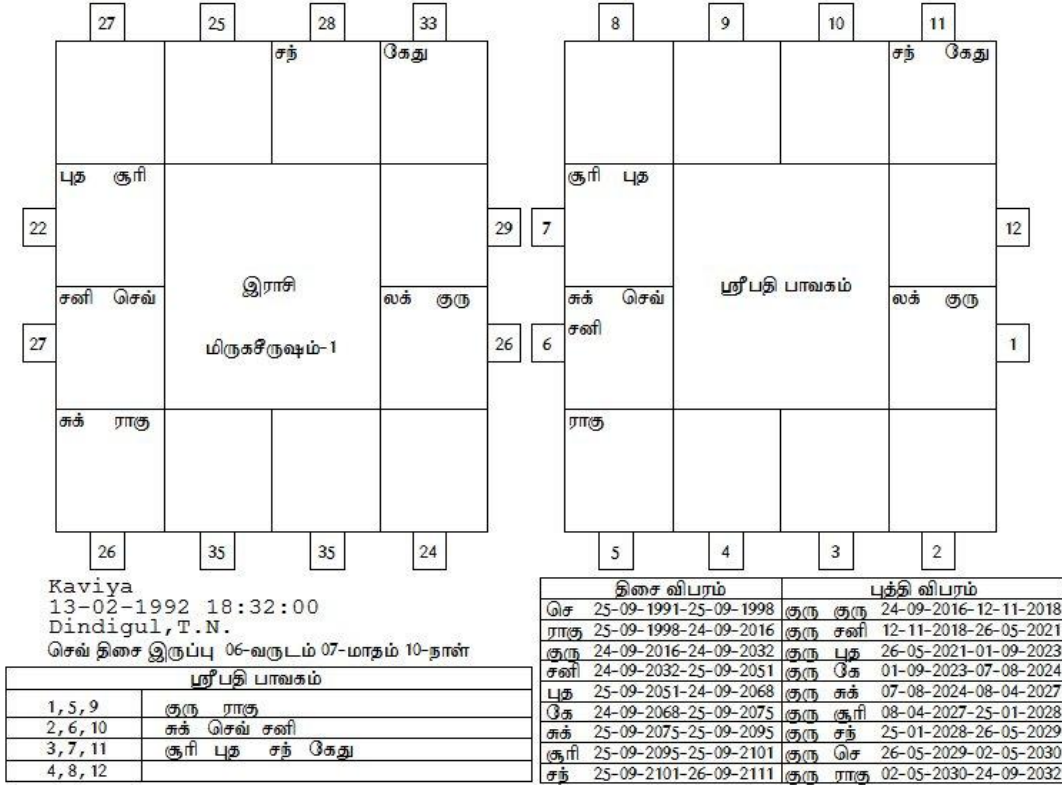 27 25 28 33
8 9 10 11
சந் கேது
சந் கேது
புத சூரி
சூரி புத
22 29
7 12
இராசி
ஸ்ரீபதி பாவகம்
சனி செவ்
லக் குரு
சுக் செவ்
சனி
லக் குரு
மிருகசீருஷம்-1
27 26
6 1
சுக் ராகு
ராகு
26 35 35 24
5 4 3 2
Kaviya
13-02-1992 18:32:00
Dindigul,T.N.
செவ் திசை இருப்பு 06-வருடம் 07-மாதம் 10-நாள்
ஸ்ரீபதி பாவகம்
1,5,9 குரு ராகு
2,6,10 சுக் செவ் சனி
3,7,11 சூரி புத சந் கேது
4,8,12
திசை விபரம் புத்தி விபரம்
செ 25-09-1991-25-09-1998 குரு குரு 24-09-2016-12-11-2018
ராகு 25-09-1998-24-09-2016 குரு சனி 12-11-2018-26-05-2021
குரு 24-09-2016-24-09-2032 குரு புத 26-05-2021-01-09-2023
சனி 24-09-2032-25-09-2051 குரு கே 01-09-2023-07-08-2024
புத 25-09-2051-24-09-2068 குரு சுக் 07-08-2024-08-04-2027
கே 24-09-2068-25-09-2075 குரு சூரி 08-04-2027-25-01-2028
சுக் 25-09-2075-25-09-2095 குரு சந் 25-01-2028-26-05-2029
சூரி 25-09-2095-25-09-2101 குரு செ 26-05-2029-02-05-2030
சந் 25-09-2101-26-09-2111 குரு ராகு 02-05-2030-24-09-2032